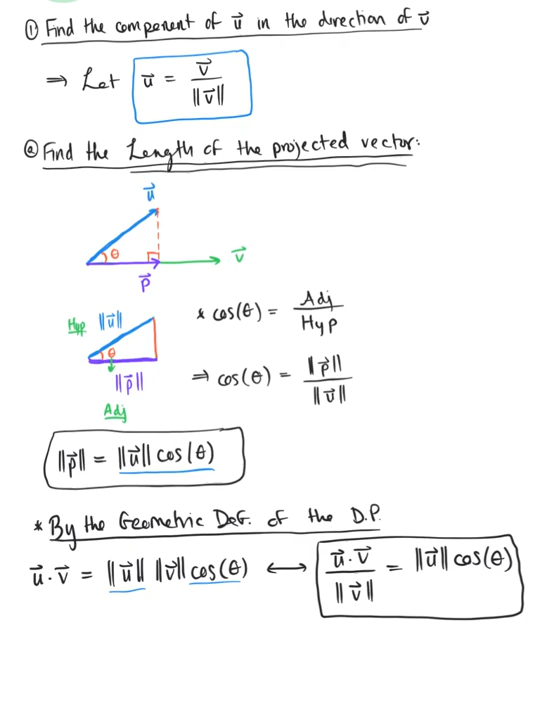 ① Find the component of u⃗ in the direction of v⃗
⇒ Let u⃗ = v⃗ / ||v⃗||
② Find the Length of the projected vector:
u⃗
θ
v⃗
p⃗
Hyp ||u⃗||
θ
||p⃗||
Adj
* cos(θ) = Adj / Hyp
⇒ cos(θ) = ||p⃗|| / ||u⃗||
||p⃗|| = ||u⃗|| cos(θ)
* By the Geometric Def. of the D.P.
u⃗·v⃗ = ||u⃗|| ||v⃗|| cos(θ) ⟷ u⃗·v⃗ / ||v⃗|| = ||u⃗|| cos(θ)